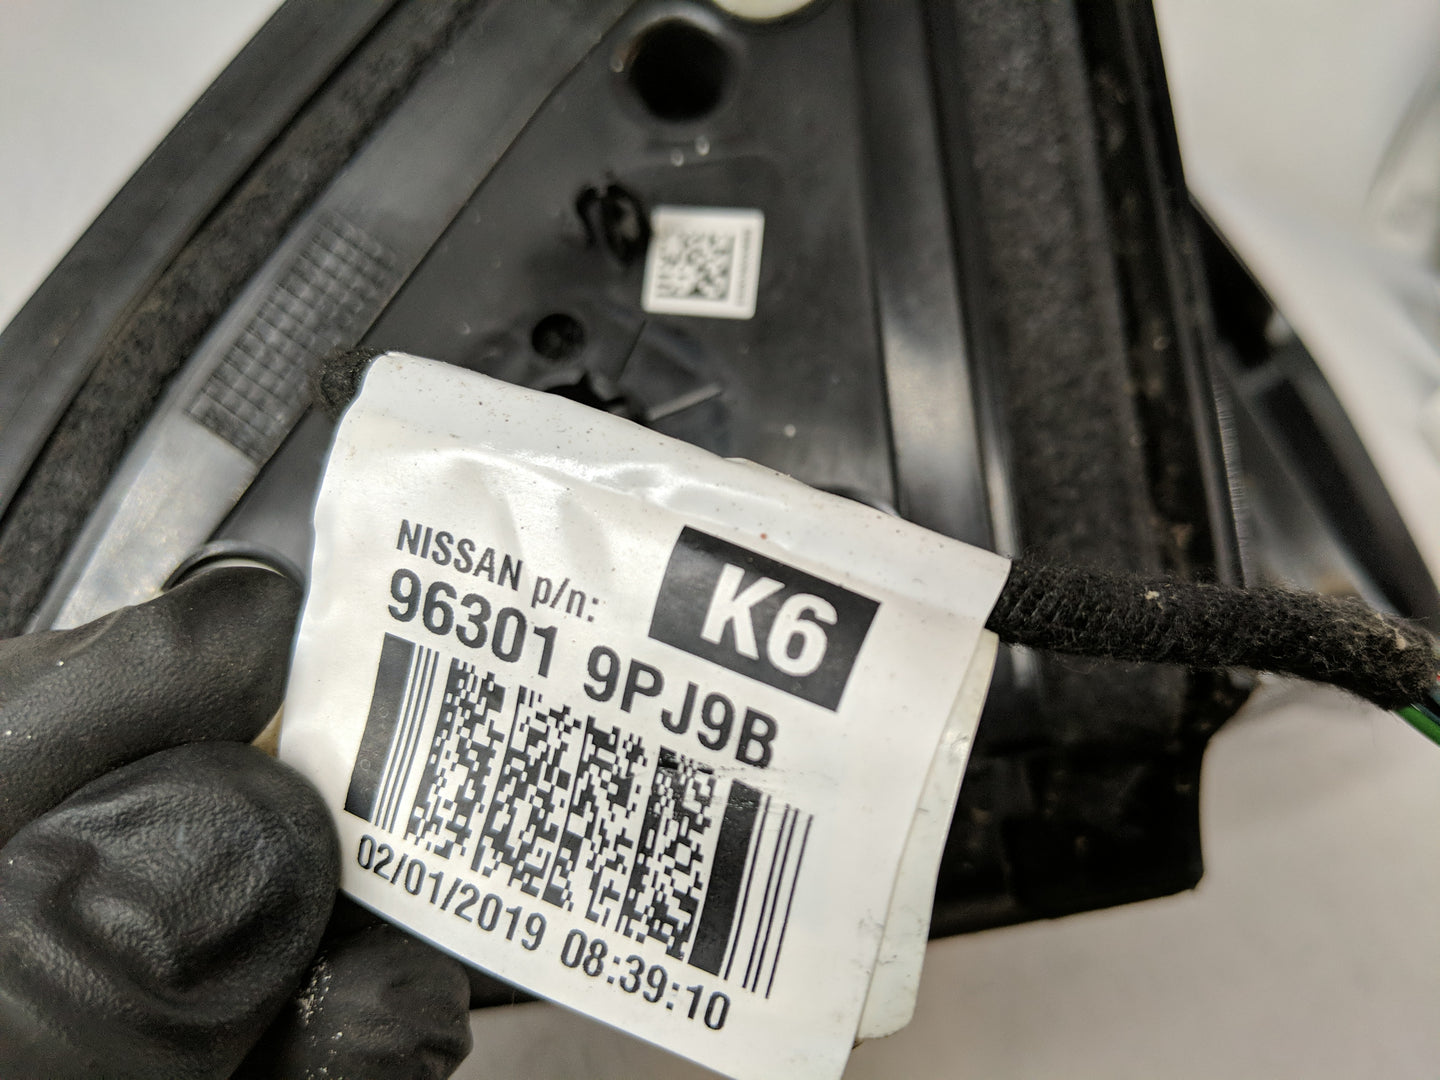 NISSAN p/n:
K6
96301 9PJ9B
02/01/2019 08:39:10